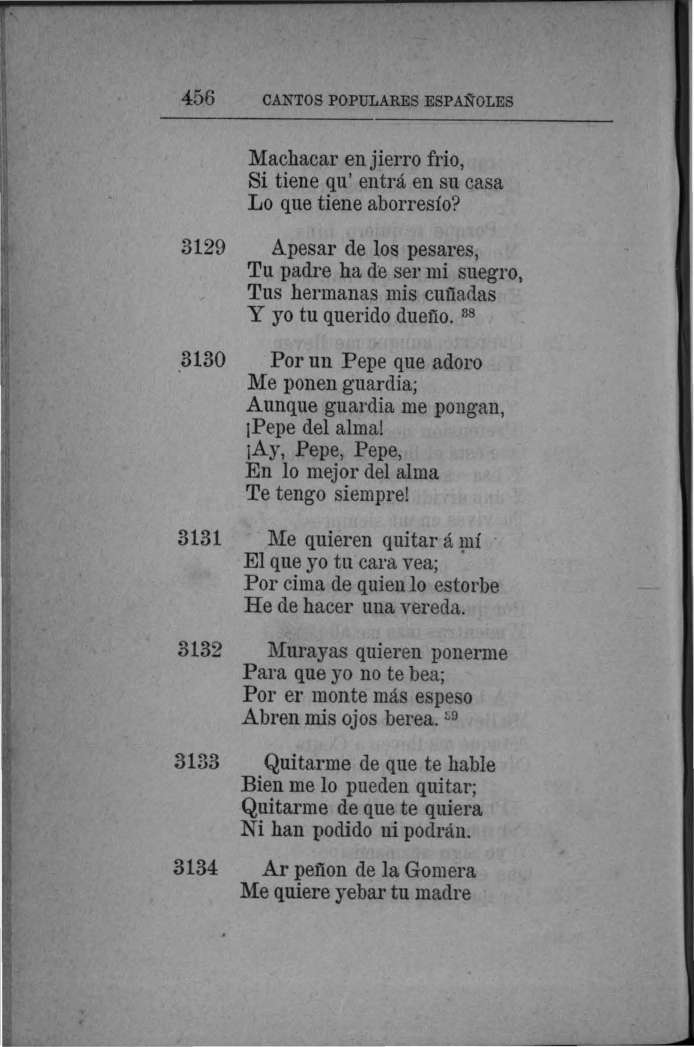 456 CANTOS POPULARES ESPAÑOLES
Machacar en jierro frio,
Si tiene qu' entrá en su casa
Lo que tiene aborresío?
3129 Apesar de los pesares,
Tu padre ha de ser mi suegro,
Tus hermanas mis cuñadas
Y yo tu querido dueño. 38
3130 Por un Pepe que adoro
Me ponen guardia;
Aunque guardia me pongan,
¡Pepe del alma!
¡Ay, Pepe, Pepe,
En lo mejor del alma
Te tengo siempre!
3131 Me quieren quitar á mí
El que yo tu cara vea;
Por cima de quien lo estorbe
He de hacer una vereda.
3132 Murayas quieren ponerme
Para que yo no te bea;
Por er monte más espeso
Abren mis ojos berea. 39
3133 Quitarme de que te hable
Bien me lo pueden quitar;
Quitarme de que te quiera
Ni han podido ni podrán.
3134 Ar peñon de la Gomera
Me quiere yebar tu madre